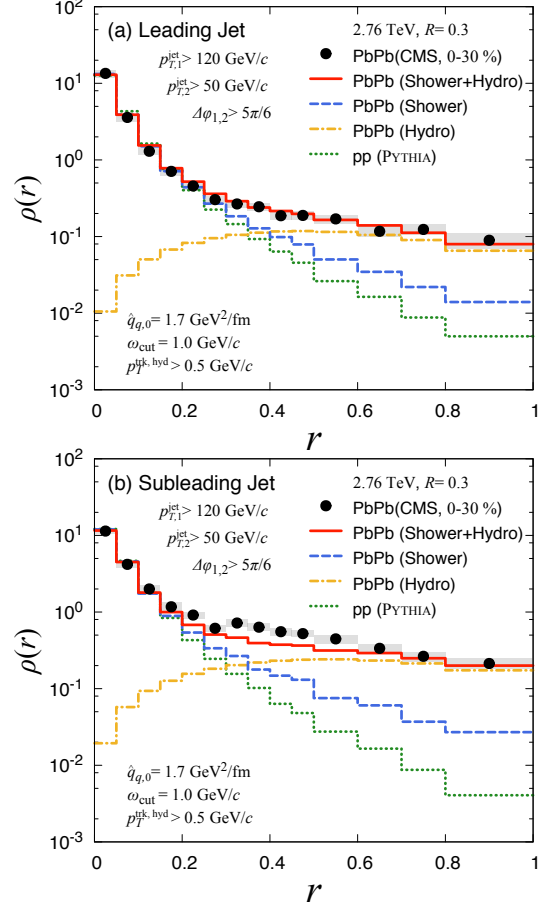 (a) Leading Jet
2.76 TeV, R= 0.3
p_{T,1}^{jet} > 120 GeV/c
p_{T,2}^{jet} > 50 GeV/c
Δφ_{1,2} > 5π/6
PbPb(CMS, 0-30 %)
PbPb (Shower+Hydro)
PbPb (Shower)
PbPb (Hydro)
pp (PYTHIA)
10^2
10^1
10^0
10^{-1}
10^{-2}
10^{-3}
ρ(r)
q̂_{q,0} = 1.7 GeV^2/fm
ω_{cut} = 1.0 GeV/c
p_T^{trk, hyd} > 0.5 GeV/c
0 0.2 0.4 0.6 0.8 1
r
(b) Subleading Jet
2.76 TeV, R= 0.3
p_{T,1}^{jet} > 120 GeV/c
p_{T,2}^{jet} > 50 GeV/c
Δφ_{1,2} > 5π/6
PbPb(CMS, 0-30 %)
PbPb (Shower+Hydro)
PbPb (Shower)
PbPb (Hydro)
pp (PYTHIA)
10^2
10^1
10^0
10^{-1}
10^{-2}
10^{-3}
ρ(r)
q̂_{q,0} = 1.7 GeV^2/fm
ω_{cut} = 1.0 GeV/c
p_T^{trk, hyd} > 0.5 GeV/c
0 0.2 0.4 0.6 0.8 1
r